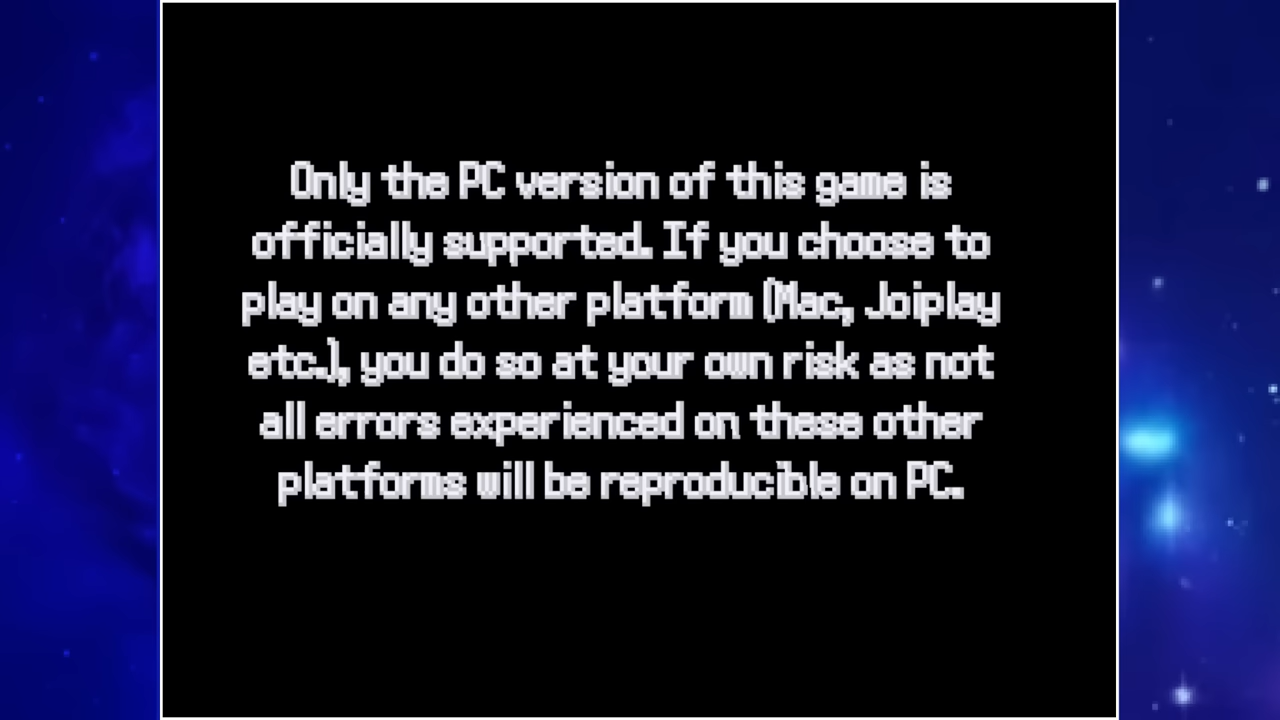 Only the PC version of this game is
officially supported. If you choose to
play on any other platform (Mac, Joiplay
etc.), you do so at your own risk as not
all errors experienced on these other
platforms will be reproducible on PC.